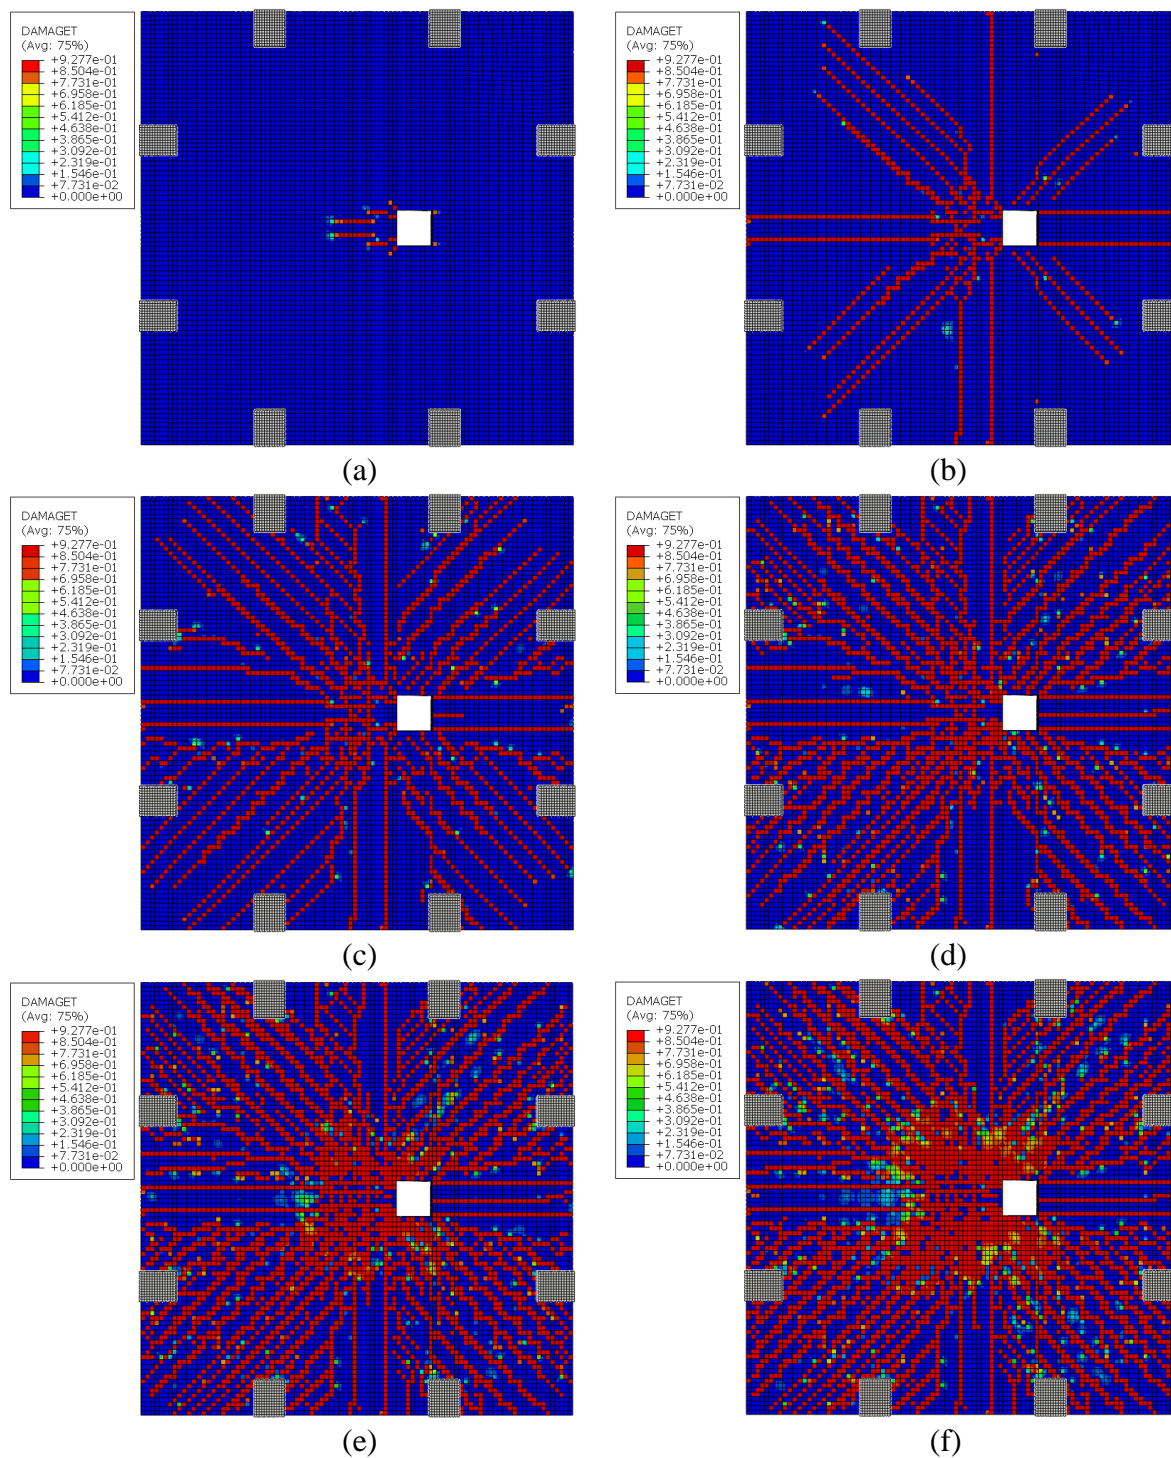 DAMAGET
(Avg: 75%)
+9.277e-01
+8.504e-01
+7.731e-01
+6.958e-01
+6.185e-01
+5.412e-01
+4.638e-01
+3.865e-01
+3.092e-01
+2.319e-01
+1.546e-01
+7.731e-02
+0.000e+00
(a)
DAMAGET
(Avg: 75%)
+9.277e-01
+8.504e-01
+7.731e-01
+6.958e-01
+6.185e-01
+5.412e-01
+4.638e-01
+3.865e-01
+3.092e-01
+2.319e-01
+1.546e-01
+7.731e-02
+0.000e+00
(b)
DAMAGET
(Avg: 75%)
+9.277e-01
+8.504e-01
+7.731e-01
+6.958e-01
+6.185e-01
+5.412e-01
+4.638e-01
+3.865e-01
+3.092e-01
+2.319e-01
+1.546e-01
+7.731e-02
+0.000e+00
(c)
DAMAGET
(Avg: 75%)
+9.277e-01
+8.504e-01
+7.731e-01
+6.958e-01
+6.185e-01
+5.412e-01
+4.638e-01
+3.865e-01
+3.092e-01
+2.319e-01
+1.546e-01
+7.731e-02
+0.000e+00
(d)
DAMAGET
(Avg: 75%)
+9.277e-01
+8.504e-01
+7.731e-01
+6.958e-01
+6.185e-01
+5.412e-01
+4.638e-01
+3.865e-01
+3.092e-01
+2.319e-01
+1.546e-01
+7.731e-02
+0.000e+00
(e)
DAMAGET
(Avg: 75%)
+9.277e-01
+8.504e-01
+7.731e-01
+6.958e-01
+6.185e-01
+5.412e-01
+4.638e-01
+3.865e-01
+3.092e-01
+2.319e-01
+1.546e-01
+7.731e-02
+0.000e+00
(f)